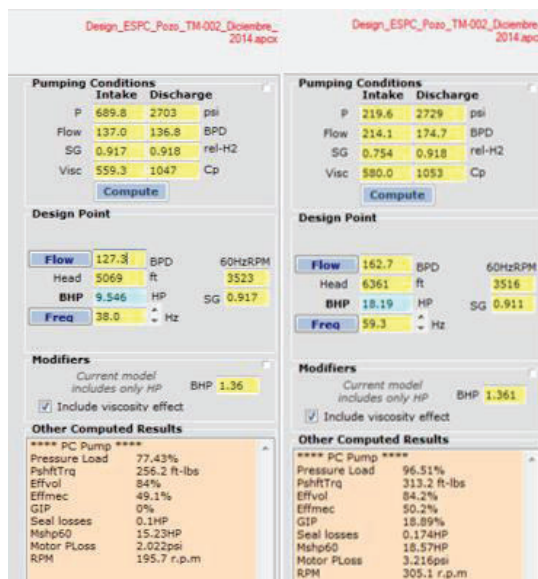 Design_ESPC_Pozo_TM-002_Diciembre_
2014.apcx
Pumping Conditions
Intake Discharge
P 689.8 2703 psi
Flow 137.0 136.8 BPD
SG 0.917 0.918 rel-H2
Visc 559.3 1047 Cp
Compute
Design Point
Flow 127.3 BPD 60HzRPM
Head 5069 ft 3523
BHP 9.546 HP SG 0.917
Freq 38.0 Hz
Modifiers
Current model
includes only HP BHP 1.36
Include viscosity effect
Other Computed Results
**** PC Pump ****
Pressure Load 77.43%
PshftTrq 256.2 ft-lbs
Effvol 84%
Effmec 49.1%
GIP 0%
Seal losses 0.1HP
Mshp60 15.23HP
Motor PLoss 2.022psi
RPM 195.7 r.p.m
Design_ESPC_Pozo_TM-002_Diciembre_
2014.apcx
Pumping Conditions
Intake Discharge
P 219.6 2729 psi
Flow 214.1 174.7 BPD
SG 0.754 0.918 rel-H2
Visc 580.0 1053 Cp
Compute
Design Point
Flow 162.7 BPD 60HzRPM
Head 6361 ft 3516
BHP 18.19 HP SG 0.911
Freq 59.3 Hz
Modifiers
Current model
includes only HP BHP 1.361
Include viscosity effect
Other Computed Results
**** PC Pump ****
Pressure Load 96.51%
PshftTrq 313.2 ft-lbs
Effvol 84.2%
Effmec 50.2%
GIP 18.89%
Seal losses 0.174HP
Mshp60 18.57HP
Motor PLoss 3.216psi
RPM 305.1 r.p.m